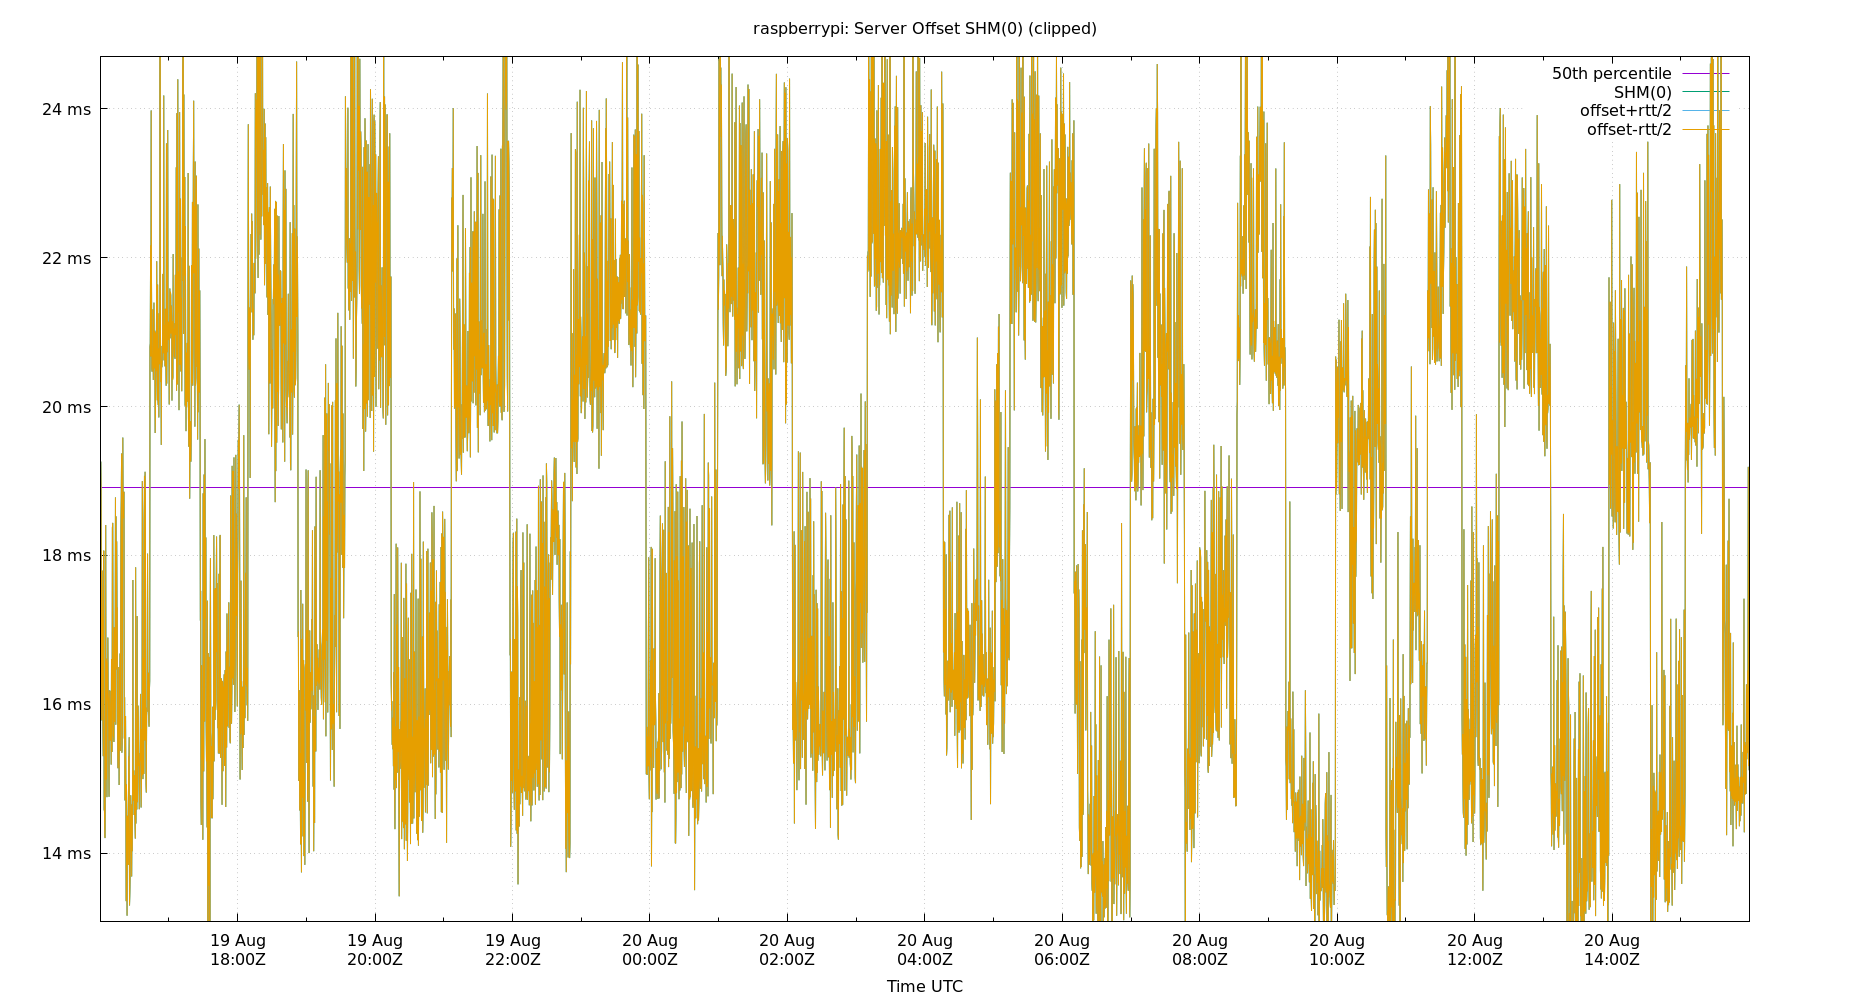 raspberrypi: Server Offset SHM(0) (clipped)
50th percentile
SHM(0)
offset+rtt/2
offset-rtt/2
24 ms
22 ms
20 ms
18 ms
16 ms
14 ms
19 Aug 19 Aug 19 Aug 20 Aug 20 Aug 20 Aug 20 Aug 20 Aug 20 Aug 20 Aug 20 Aug
18:00Z 20:00Z 22:00Z 00:00Z 02:00Z 04:00Z 06:00Z 08:00Z 10:00Z 12:00Z 14:00Z
Time UTC